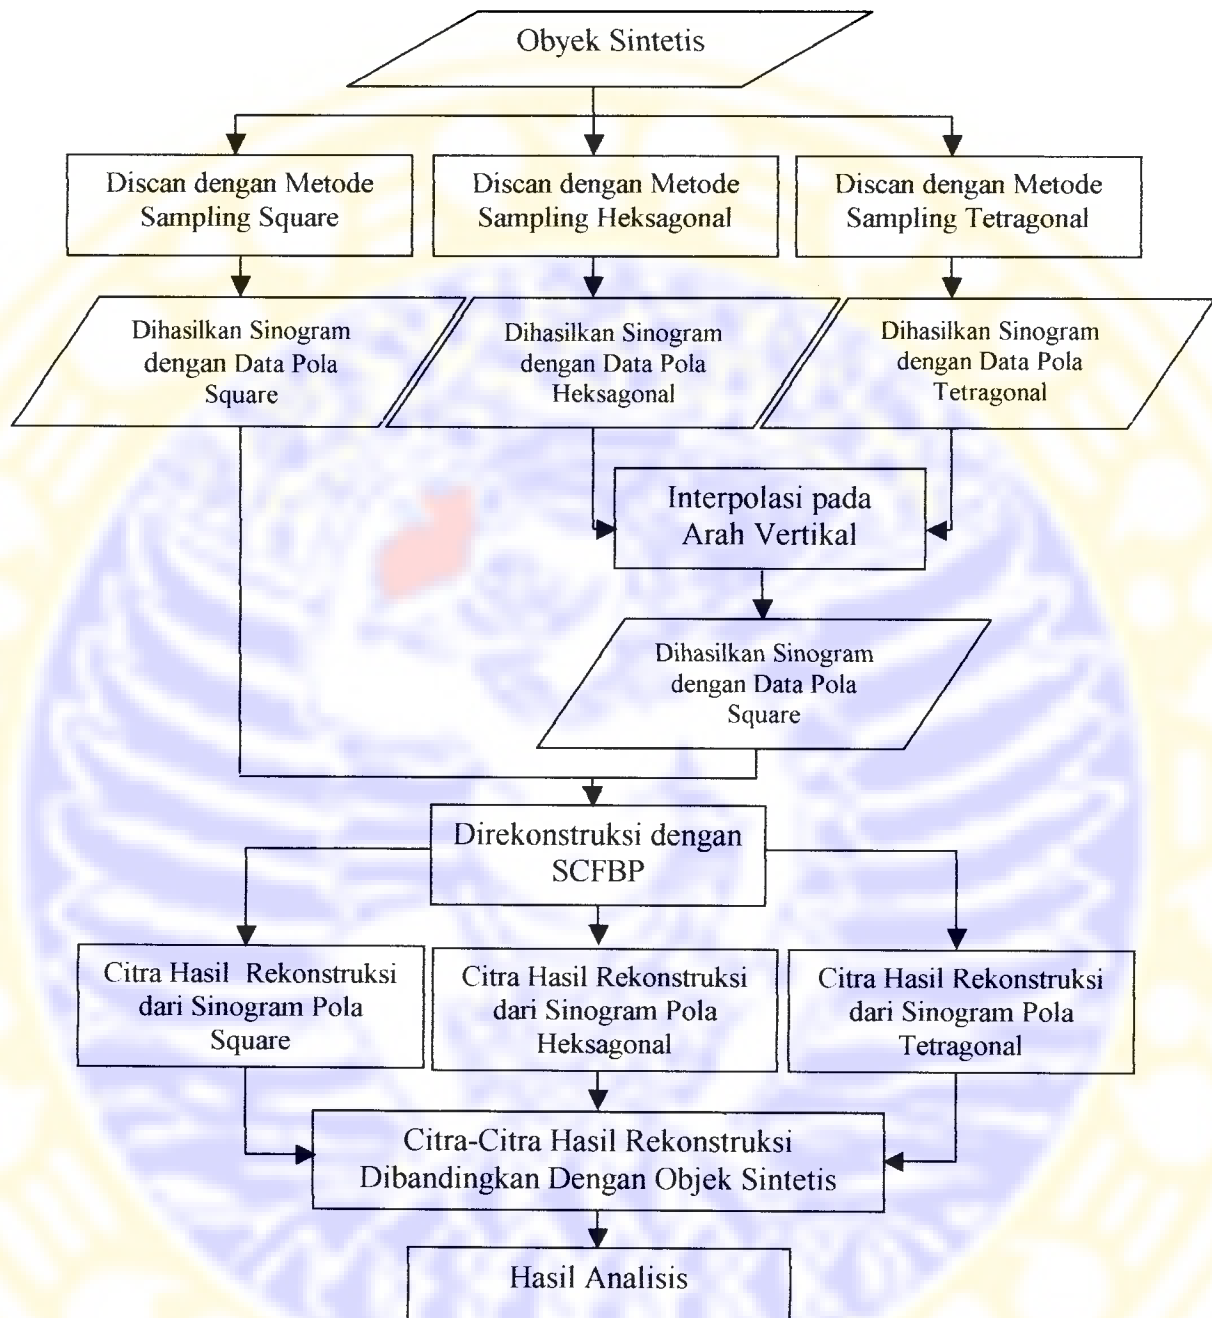 Obyek Sintetis
Discan dengan Metode
Sampling Square
Discan dengan Metode
Sampling Heksagonal
Discan dengan Metode
Sampling Tetragonal
Dihasilkan Sinogram
dengan Data Pola
Square
Dihasilkan Sinogram
dengan Data Pola
Heksagonal
Dihasilkan Sinogram
dengan Data Pola
Tetragonal
Interpolasi pada
Arah Vertikal
Dihasilkan Sinogram
dengan Data Pola
Square
Direkonstruksi dengan
SCFBP
Citra Hasil Rekonstruksi
dari Sinogram Pola
Square
Citra Hasil Rekonstruksi
dari Sinogram Pola
Heksagonal
Citra Hasil Rekonstruksi
dari Sinogram Pola
Tetragonal
Citra-Citra Hasil Rekonstruksi
Dibandingkan Dengan Objek Sintetis
Hasil Analisis